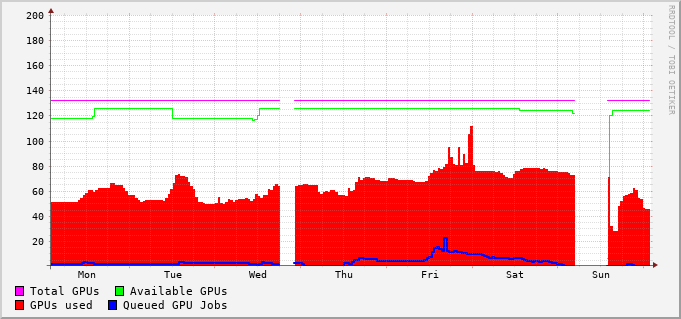 200
180
160
140
120
100
80
60
40
20
Mon Tue Wed Thu Fri Sat Sun
Total GPUs Available GPUs
GPUs used Queued GPU Jobs
RRDTOOL / TOBI OETIKER